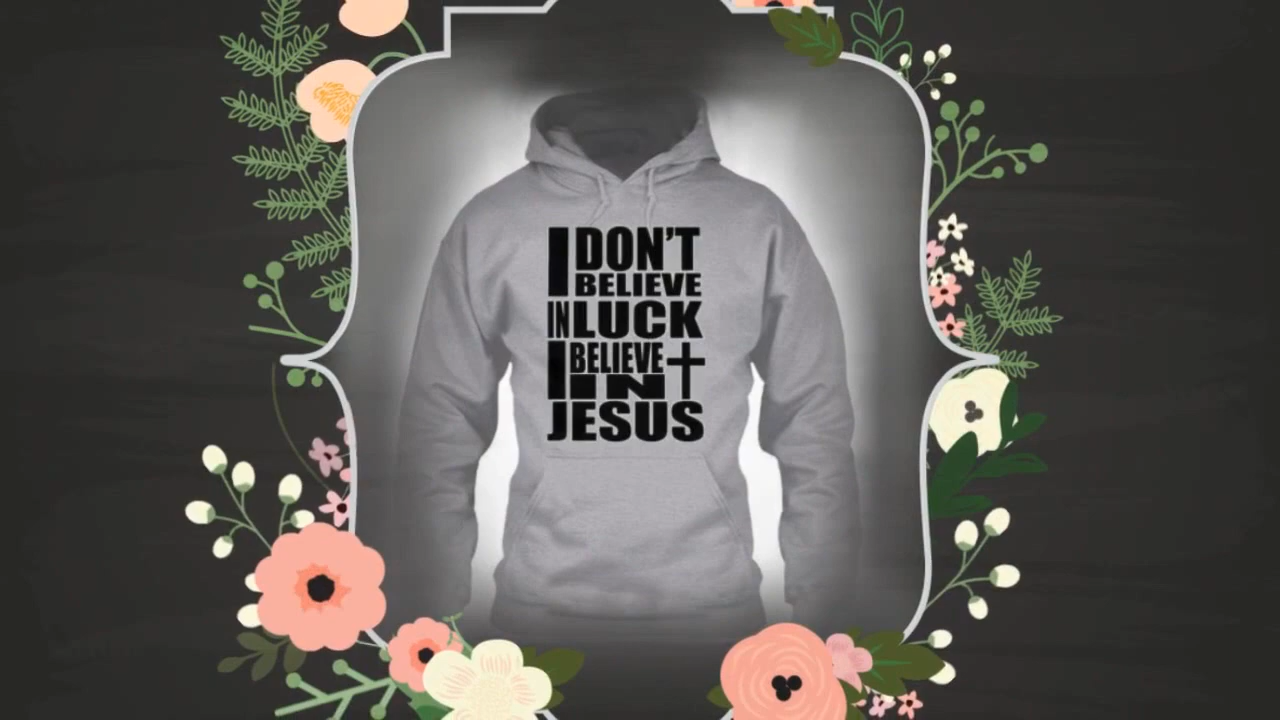 I DON'T
BELIEVE
IN LUCK
I BELIEVE
IN
JESUS